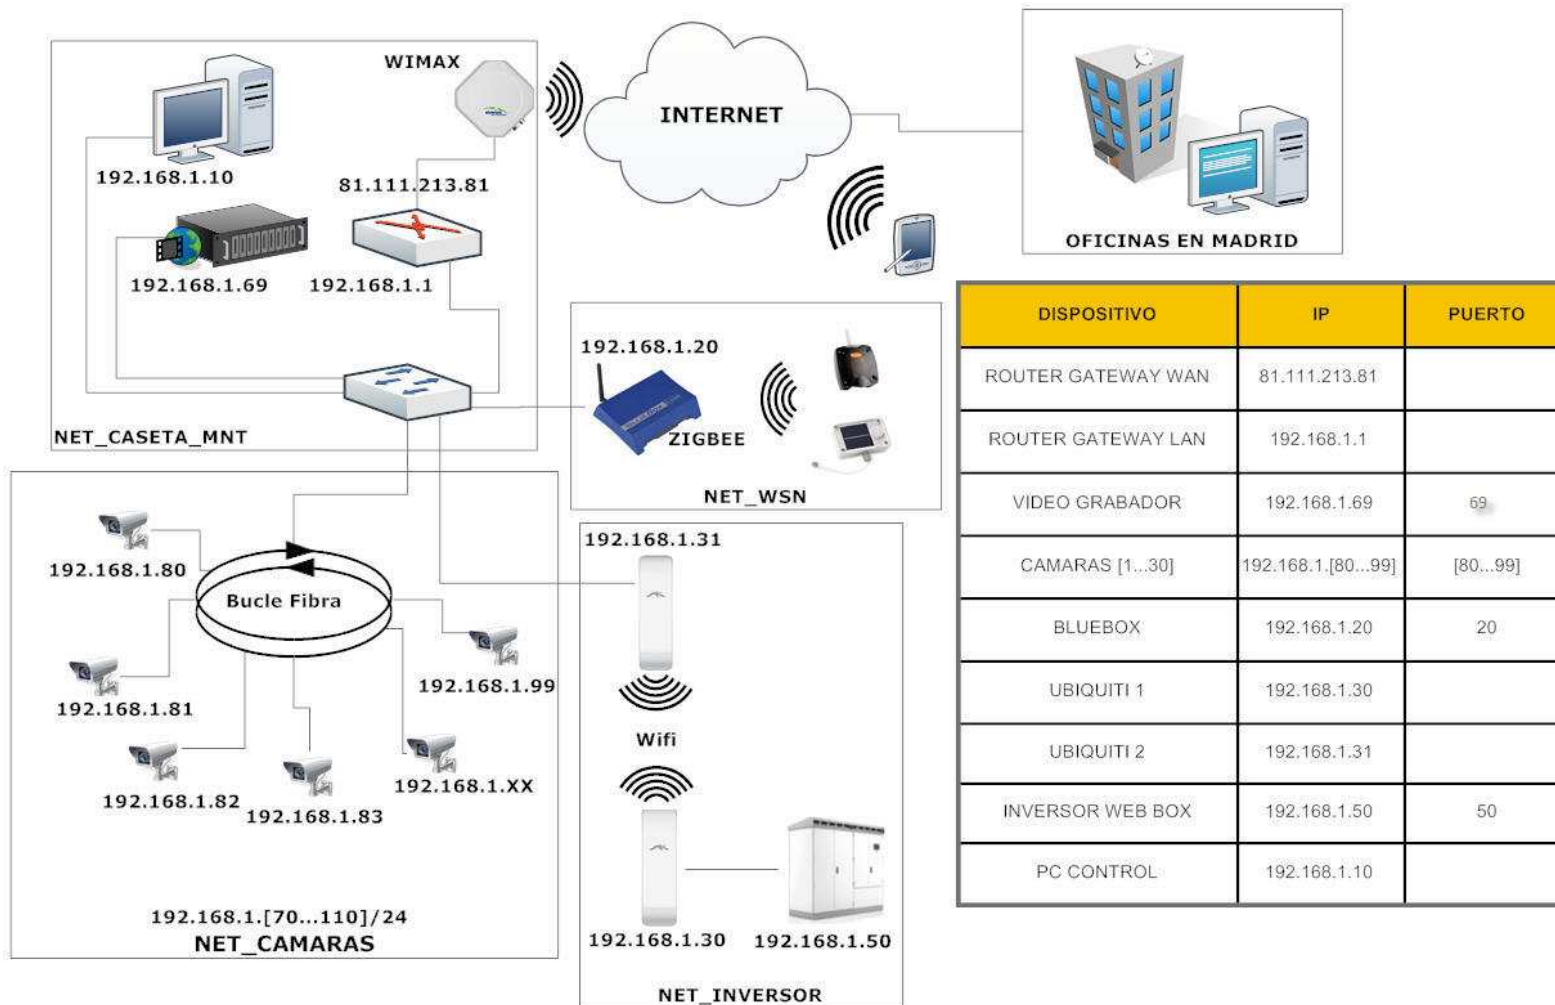 WIMAX
192.168.1.10
81.111.213.81
192.168.1.69
192.168.1.1
NET_CASETA_MNT
INTERNET
OFICINAS EN MADRID
192.168.1.20
ZIGBEE
NET_WSN
192.168.1.80
Bucle Fibra
192.168.1.99
192.168.1.81
192.168.1.82
192.168.1.83
192.168.1.XX
192.168.1.[70...110]/24
NET_CAMARAS
192.168.1.31
Wifi
192.168.1.30
192.168.1.50
NET_INVERSOR
DISPOSITIVO IP PUERTO
ROUTER GATEWAY WAN 81.111.213.81
ROUTER GATEWAY LAN 192.168.1.1
VIDEO GRABADOR 192.168.1.69 69
CAMARAS [1...30] 192.168.1.[80...99] [80...99]
BLUEBOX 192.168.1.20 20
UBIQUITI 1 192.168.1.30
UBIQUITI 2 192.168.1.31
INVERSOR WEB BOX 192.168.1.50 50
PC CONTROL 192.168.1.10